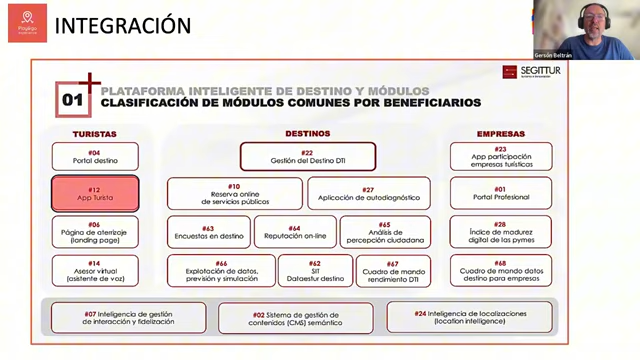 Playgo
experience
INTEGRACIÓN
Gersón Beltrán
SEGITTUR
turismo e innovación
01
PLATAFORMA INTELIGENTE DE DESTINO Y MÓDULOS
CLASIFICACIÓN DE MÓDULOS COMUNES POR BENEFICIARIOS
TURISTAS
#04
Portal destino
#12
App Turista
#06
Página de aterrizaje
(landing page)
#14
Asesor virtual
(asistente de voz)
DESTINOS
#22
Gestión del Destino DTI
#10
Reserva online
de servicios públicos
#27
Aplicación de autodiagnóstico
#63
Encuestas en destino
#64
Reputación on-line
#65
Análisis de
percepción ciudadana
#66
Explotación de datos,
previsión y simulación
#62
SIT
Dataestur destino
#67
Cuadro de mando
rendimiento DTI
EMPRESAS
#23
App participación
empresas turísticas
#01
Portal Profesional
#28
Índice de madurez
digital de las pymes
#68
Cuadro de mando datos
destino para empresas
#07 Inteligencia de gestión
de interacción y fidelización
#02 Sistema de gestión de
contenidos (CMS) semántico
#24 Inteligencia de localizaciones
(location intelligence)